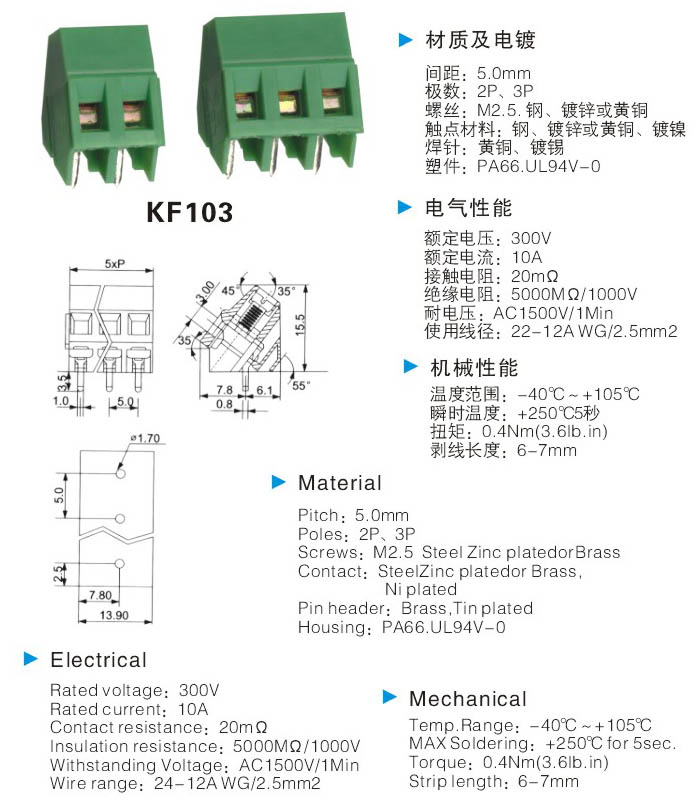 KF103
材质及电镀
间距：5.0mm
极数：2P、3P
螺丝：M2.5. 钢、镀锌或黄铜
触点材料：钢、镀锌或黄铜、镀镍
焊针：黄铜、镀锡
塑件：PA66.UL94V-0
电气性能
额定电压：300V
额定电流：10A
接触电阻：20mΩ
绝缘电阻：5000MΩ/1000V
耐电压：AC1500V/1Min
使用线径：22-12AWG/2.5mm2
机械性能
温度范围：-40℃~+105℃
瞬时温度：+250℃5秒
扭矩：0.4Nm(3.6lb.in)
剥线长度：6-7mm
5xP
3.5
1.0
5.0
3.00
45°
35°
15.5
35°
7.8
6.1
55°
0.8
ø1.70
5.0
2.5
7.80
13.90
Material
Pitch：5.0mm
Poles：2P、3P
Screws：M2.5 Steel Zinc platedorBrass
Contact：SteelZinc platedor Brass,
Ni plated
Pin header：Brass,Tin plated
Housing：PA66.UL94V-0
Electrical
Rated voltage：300V
Rated current：10A
Contact resistance：20mΩ
Insulation resistance：5000MΩ/1000V
Withstanding Voltage：AC1500V/1Min
Wire range：24-12AWG/2.5mm2
Mechanical
Temp.Range：-40℃~+105℃
MAX Soldering：+250℃ for 5sec.
Torque：0.4Nm(3.6lb.in)
Strip length：6-7mm